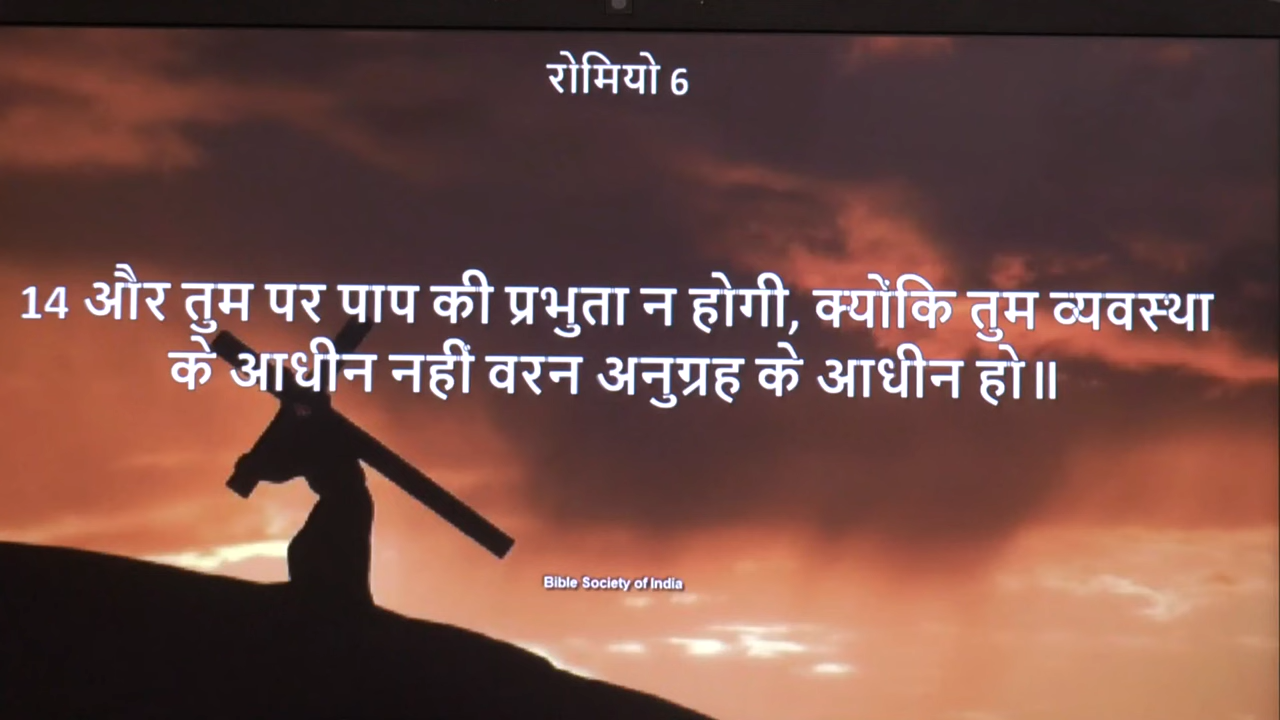 रोमियो 6
14 और तुम पर पाप की प्रभुता न होगी, क्योंकि तुम व्यवस्था
के आधीन नहीं वरन अनुग्रह के आधीन हो॥
Bible Society of India